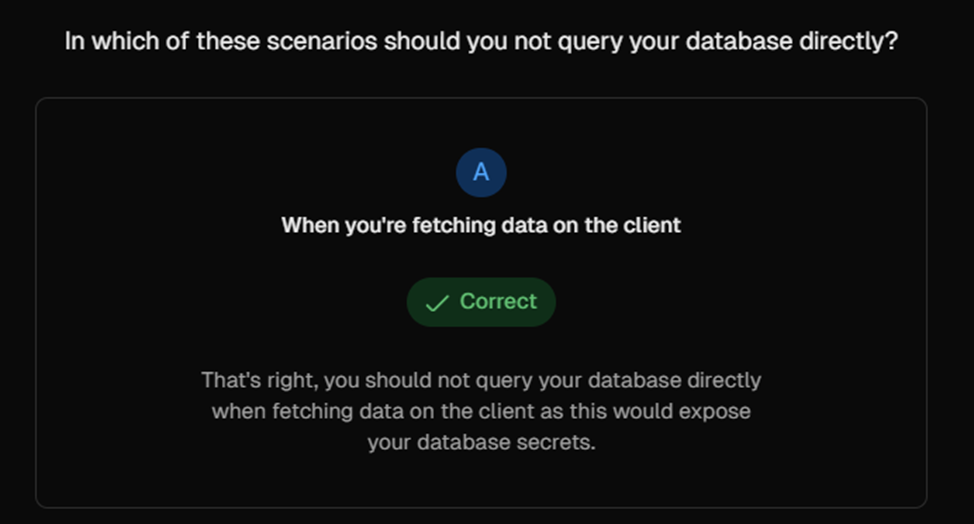 In which of these scenarios should you not query your database directly?
A
When you're fetching data on the client
Correct
That's right, you should not query your database directly
when fetching data on the client as this would expose
your database secrets.